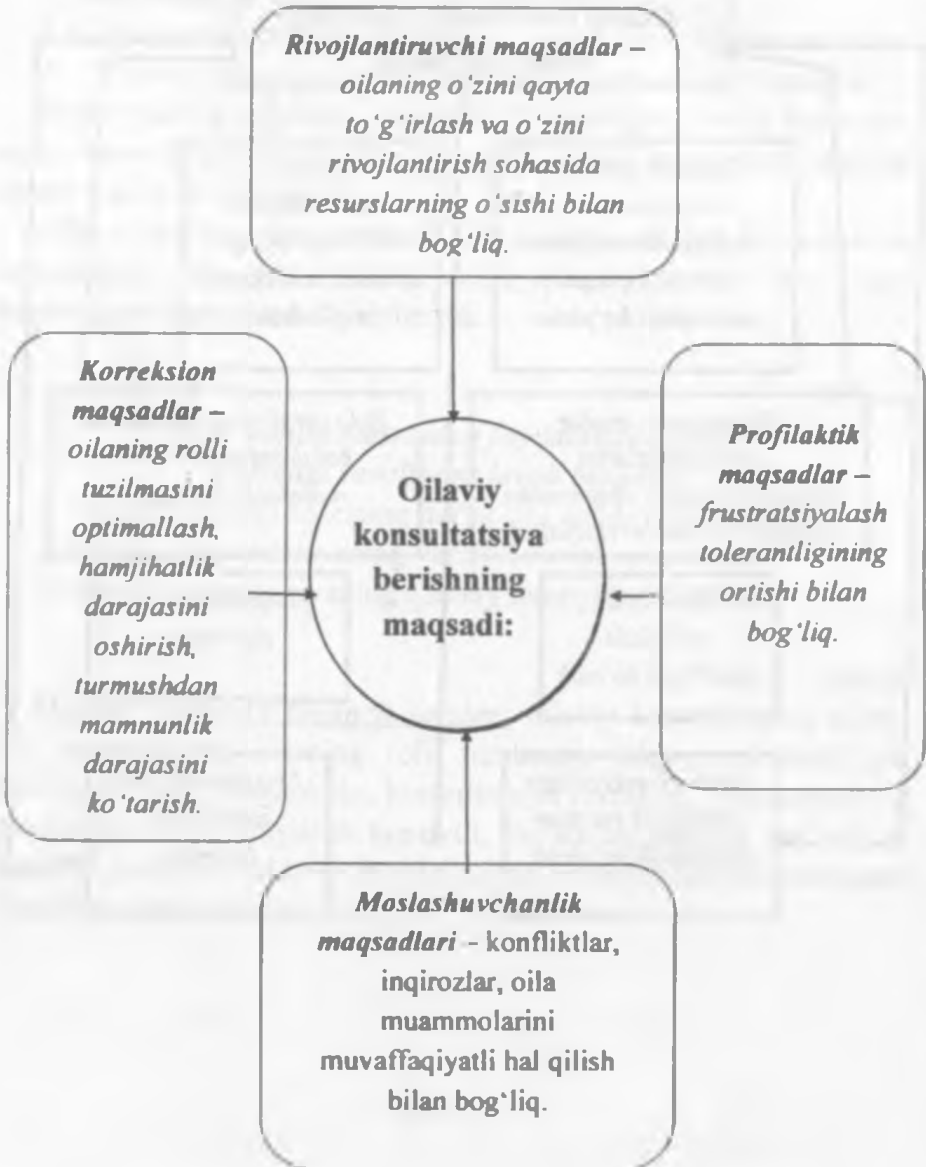 Rivojlantiruvchi maqsadlar –
oilaning o‘zini qayta
to‘g‘irlash va o‘zini
rivojlantirish sohasida
resurslarning o‘sishi bilan
bog‘liq.
Korreksion
maqsadlar –
oilaning rolli
tuzilmasini
optimallash,
hamjihatlik
darajasini
oshirish,
turmushdan
mamnunlik
darajasini
ko‘tarish.
Oilaviy
konsultatsiya
berishning
maqsadi:
Profilaktik
maqsadlar –
frustratsiyalash
tolerantligining
ortishi bilan
bog‘liq.
Moslashuvchanlik
maqsadlari – konfliktlar,
inqirozlar, oila
muammolarini
muvaffaqiyatli hal qilish
bilan bog‘liq.